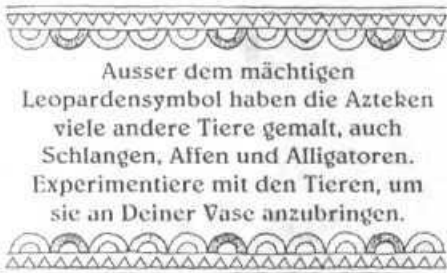 Ausser dem mächtigen
Leopardensymbol haben die Azteken
viele andere Tiere gemalt, auch
Schlangen, Affen und Alligatoren.
Experimentiere mit den Tieren, um
sie an Deiner Vase anzubringen.